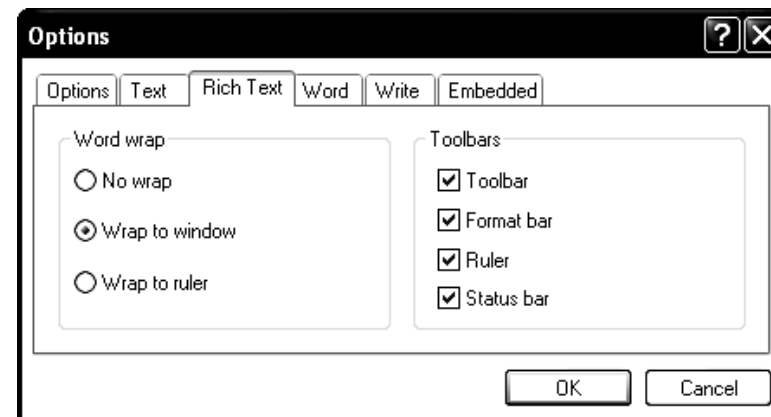 Options
Options Text Rich Text Word Write Embedded
Word wrap
No wrap
Wrap to window
Wrap to ruler
Toolbars
Toolbar
Format bar
Ruler
Status bar
OK Cancel